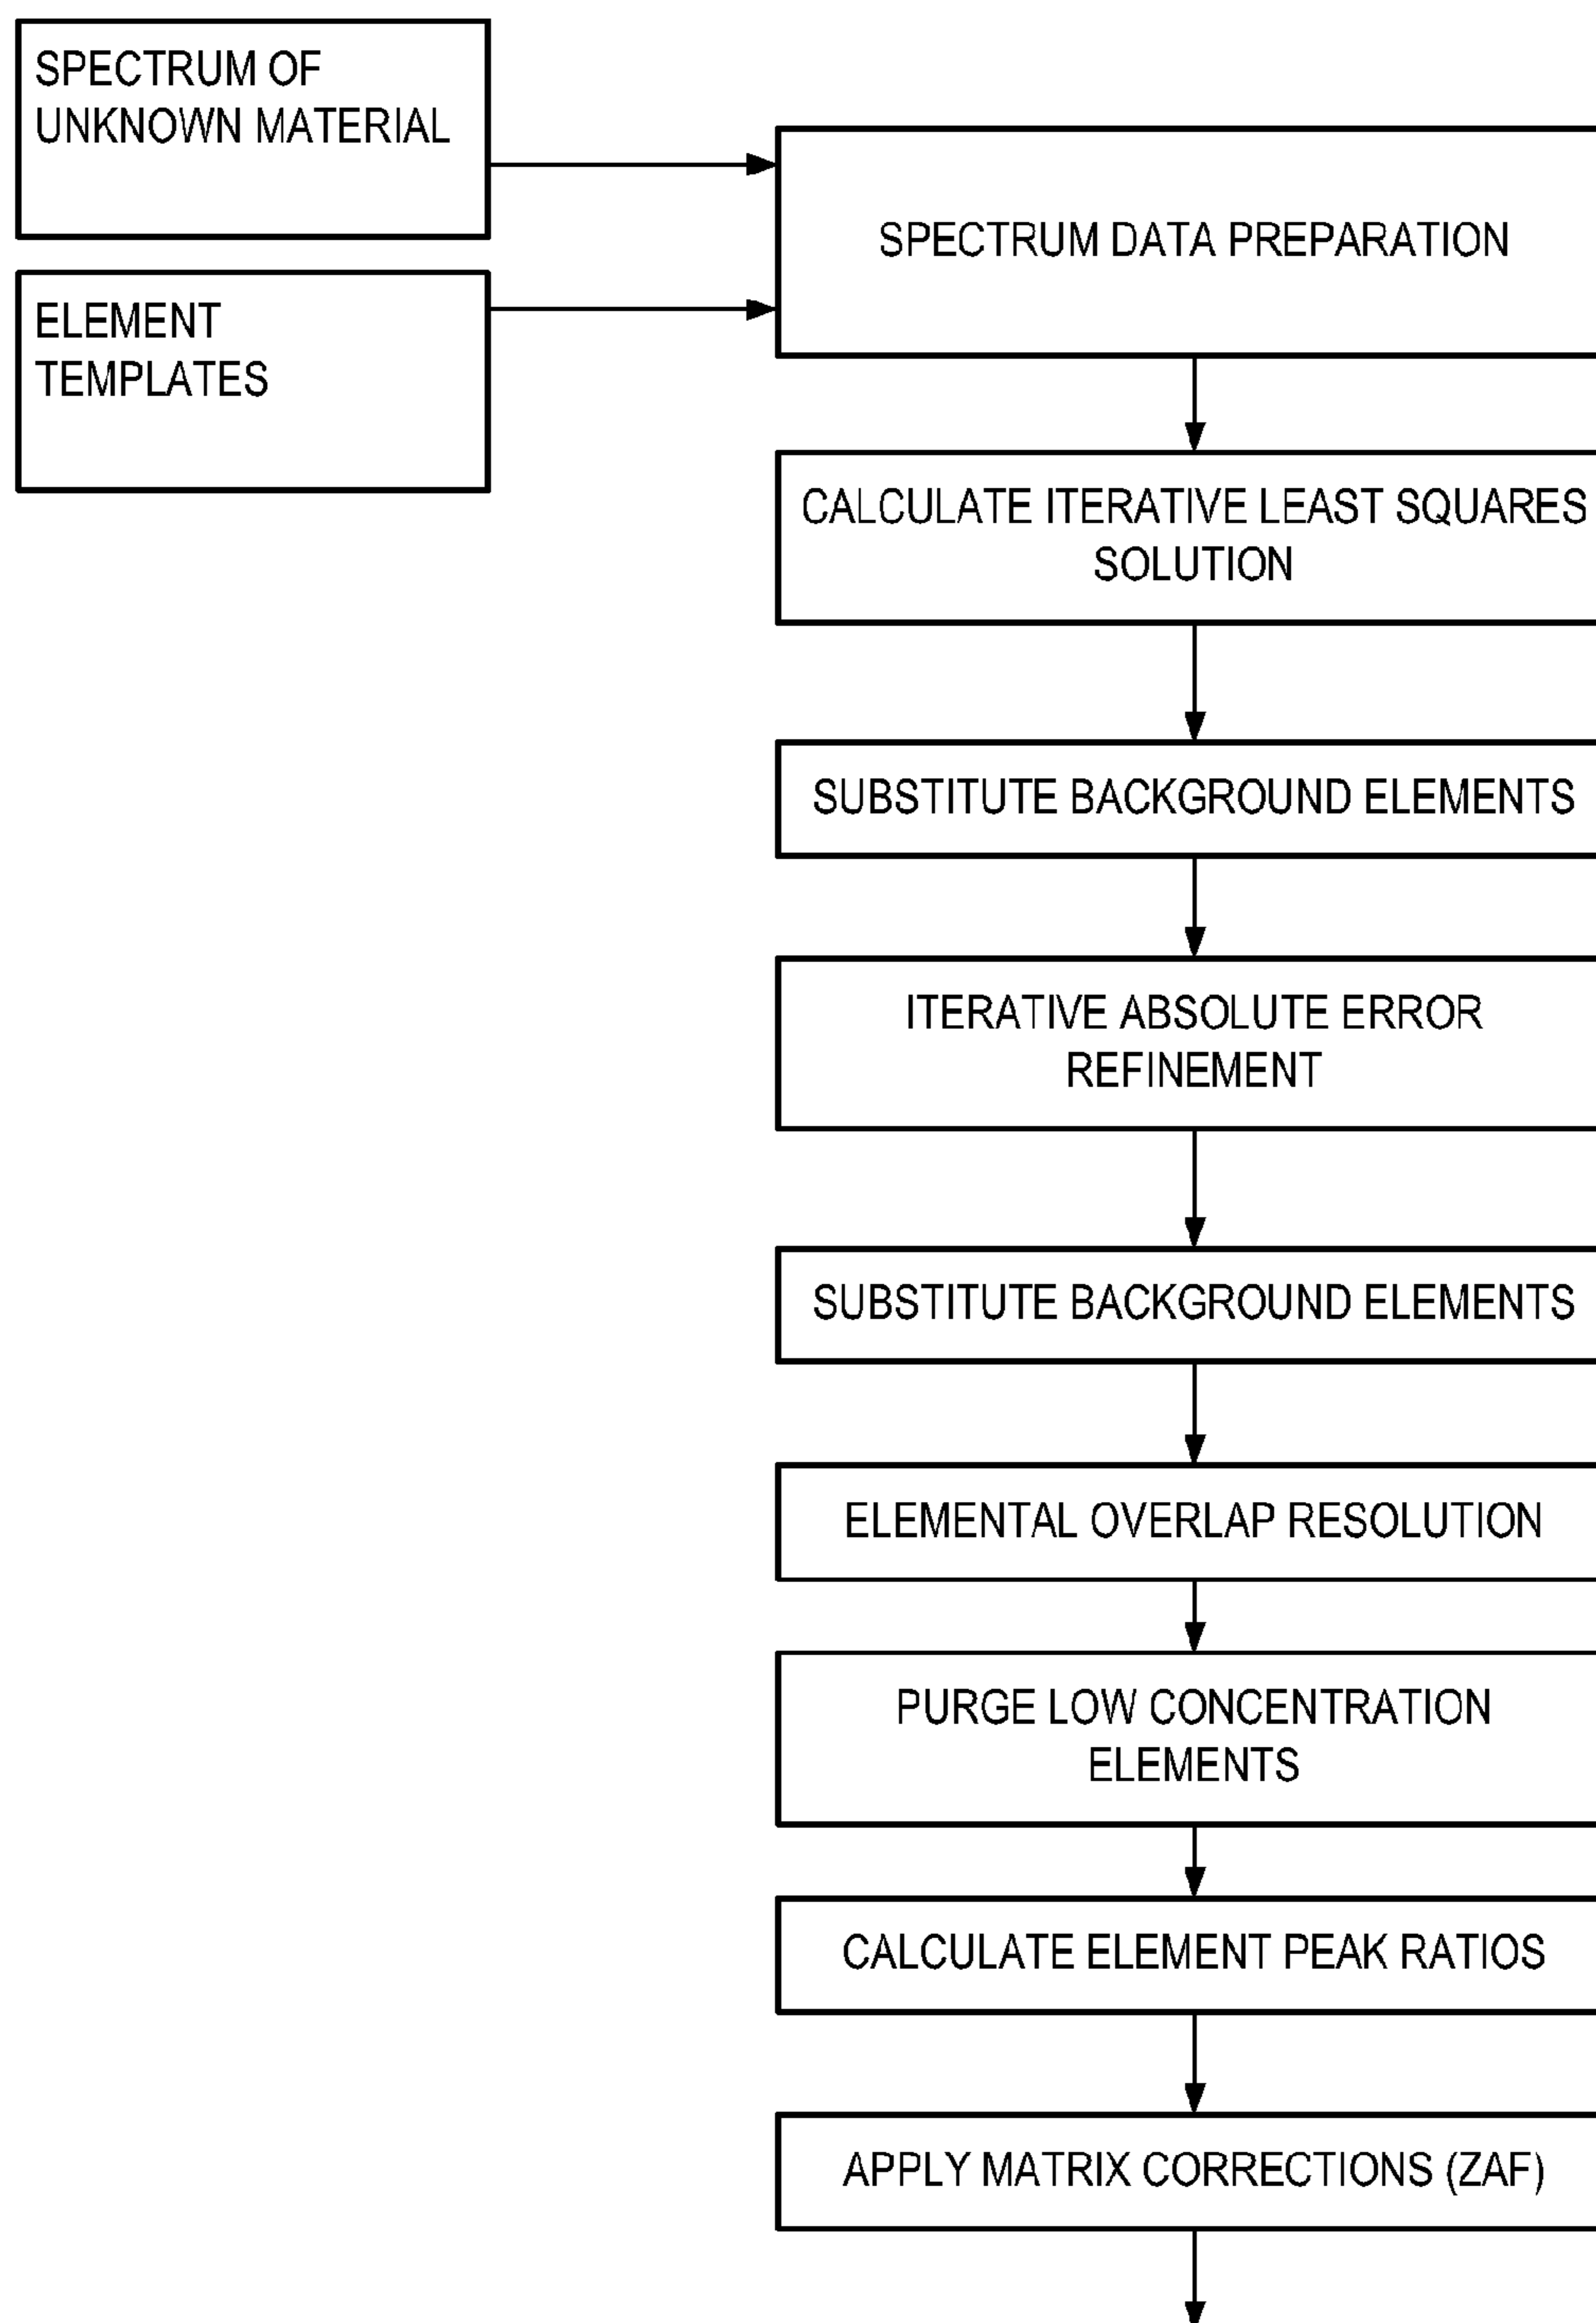 SPECTRUM OF
UNKNOWN MATERIAL
ELEMENT
TEMPLATES
SPECTRUM DATA PREPARATION
CALCULATE ITERATIVE LEAST SQUARES
SOLUTION
SUBSTITUTE BACKGROUND ELEMENTS
ITERATIVE ABSOLUTE ERROR
REFINEMENT
SUBSTITUTE BACKGROUND ELEMENTS
ELEMENTAL OVERLAP RESOLUTION
PURGE LOW CONCENTRATION
ELEMENTS
CALCULATE ELEMENT PEAK RATIOS
APPLY MATRIX CORRECTIONS (ZAF)